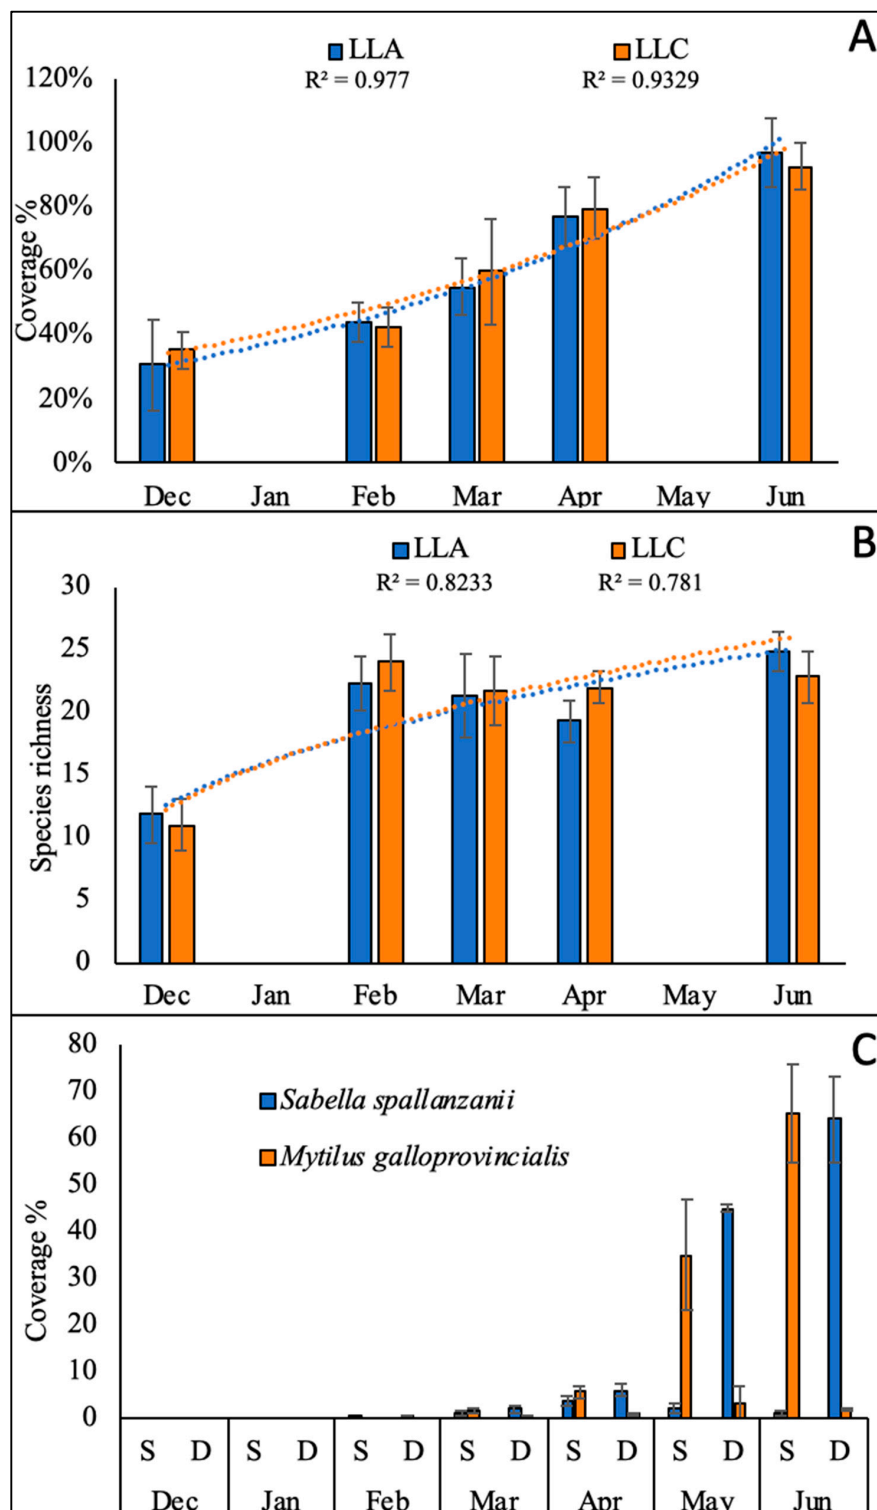 A
LLA LLC
R² = 0.977 R² = 0.9329
120%
100%
80%
60%
40%
20%
0%
Coverage %
Dec Jan Feb Mar Apr May Jun
B
LLA LLC
R² = 0.8233 R² = 0.781
30
25
20
15
10
5
0
Species richness
Dec Jan Feb Mar Apr May Jun
C
80
70
60
50
40
30
20
10
0
Coverage %
Sabella spallanzanii
Mytilus galloprovincialis
S D S D S D S D S D S D S D
Dec Jan Feb Mar Apr May Jun